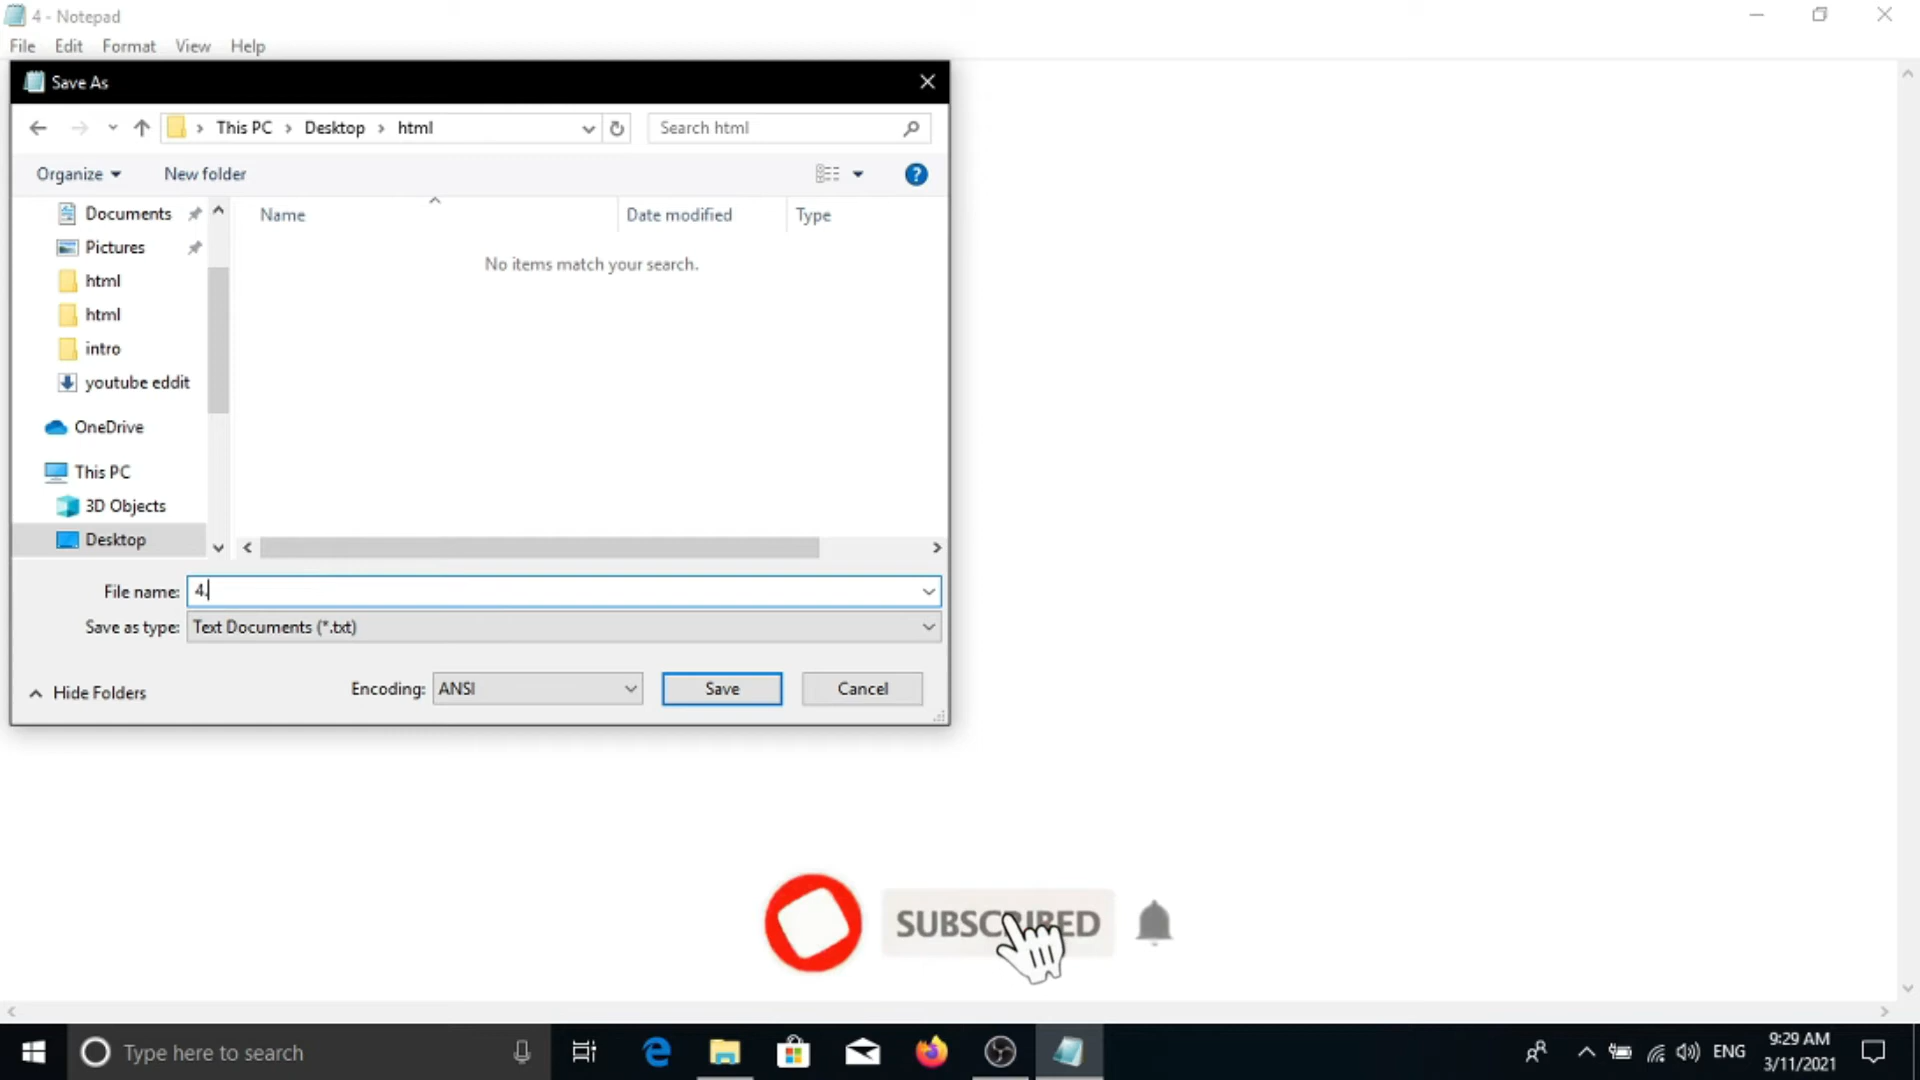 4 - Notepad
File Edit Format View Help
Save As
This PC Desktop html
Search html
Organize New folder
Name Date modified Type
Documents
No items match your search.
Pictures
html
html
intro
youtube eddit
OneDrive
This PC
3D Objects
Desktop
File name: 4.
Save as type: Text Documents (*.txt)
Hide Folders Encoding: ANSI Save Cancel
SUBSCRIBED
Type here to search
ENG 9:29 AM
3/11/2021